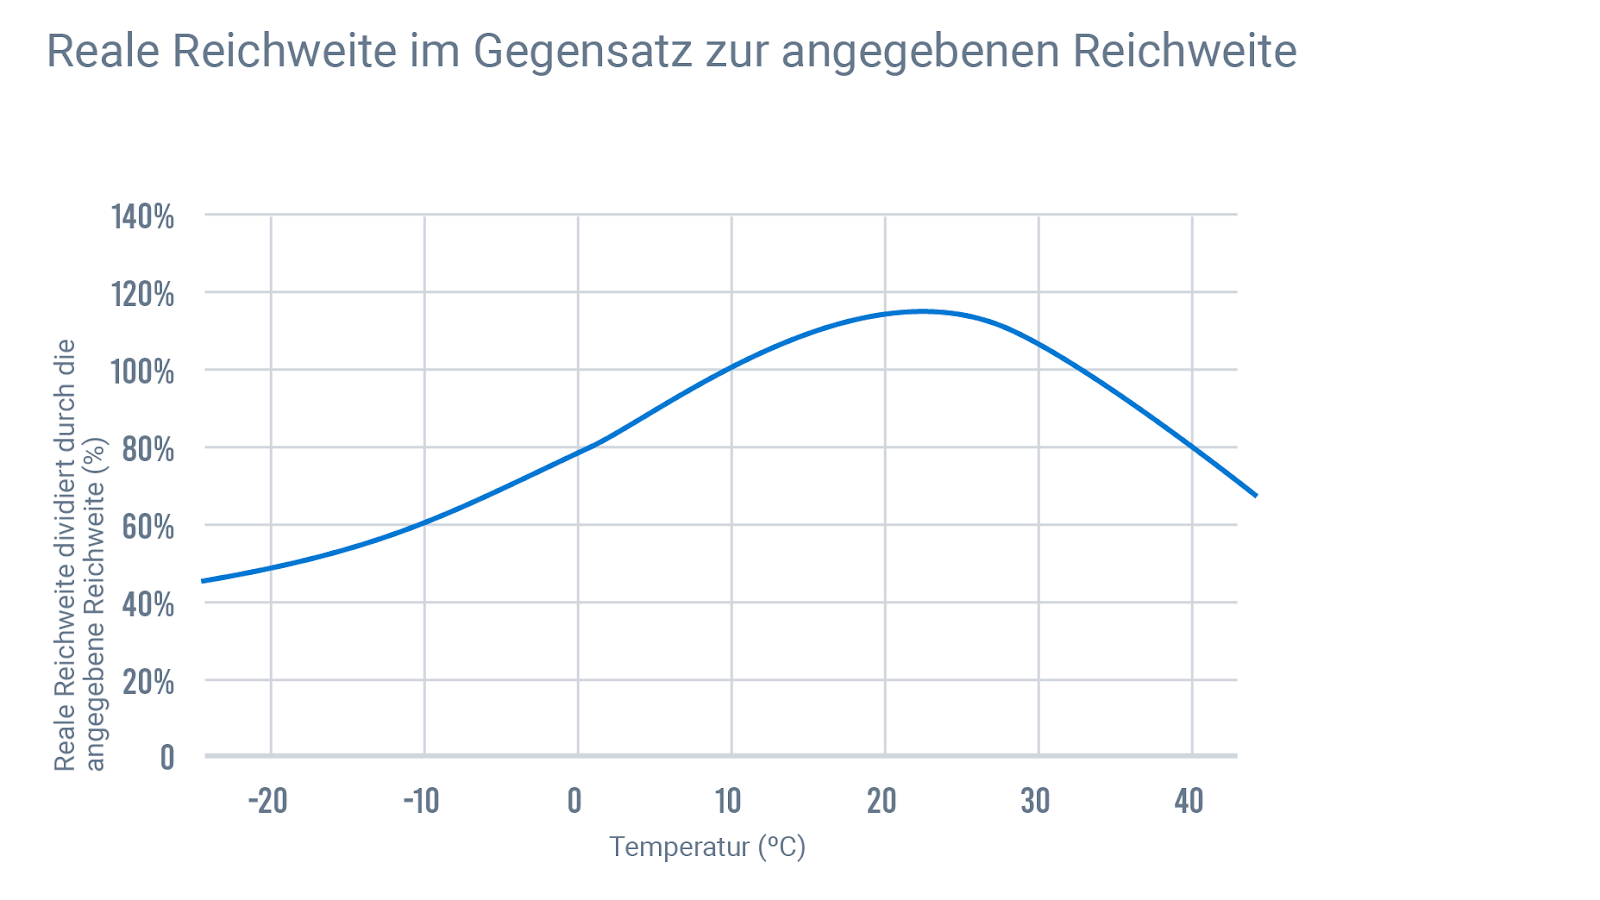 Reale Reichweite im Gegensatz zur angegebenen Reichweite
Reale Reichweite dividiert durch die
angegebene Reichweite (%)
140%
120%
100%
80%
60%
40%
20%
0
-20 -10 0 10 20 30 40
Temperatur (ºC)